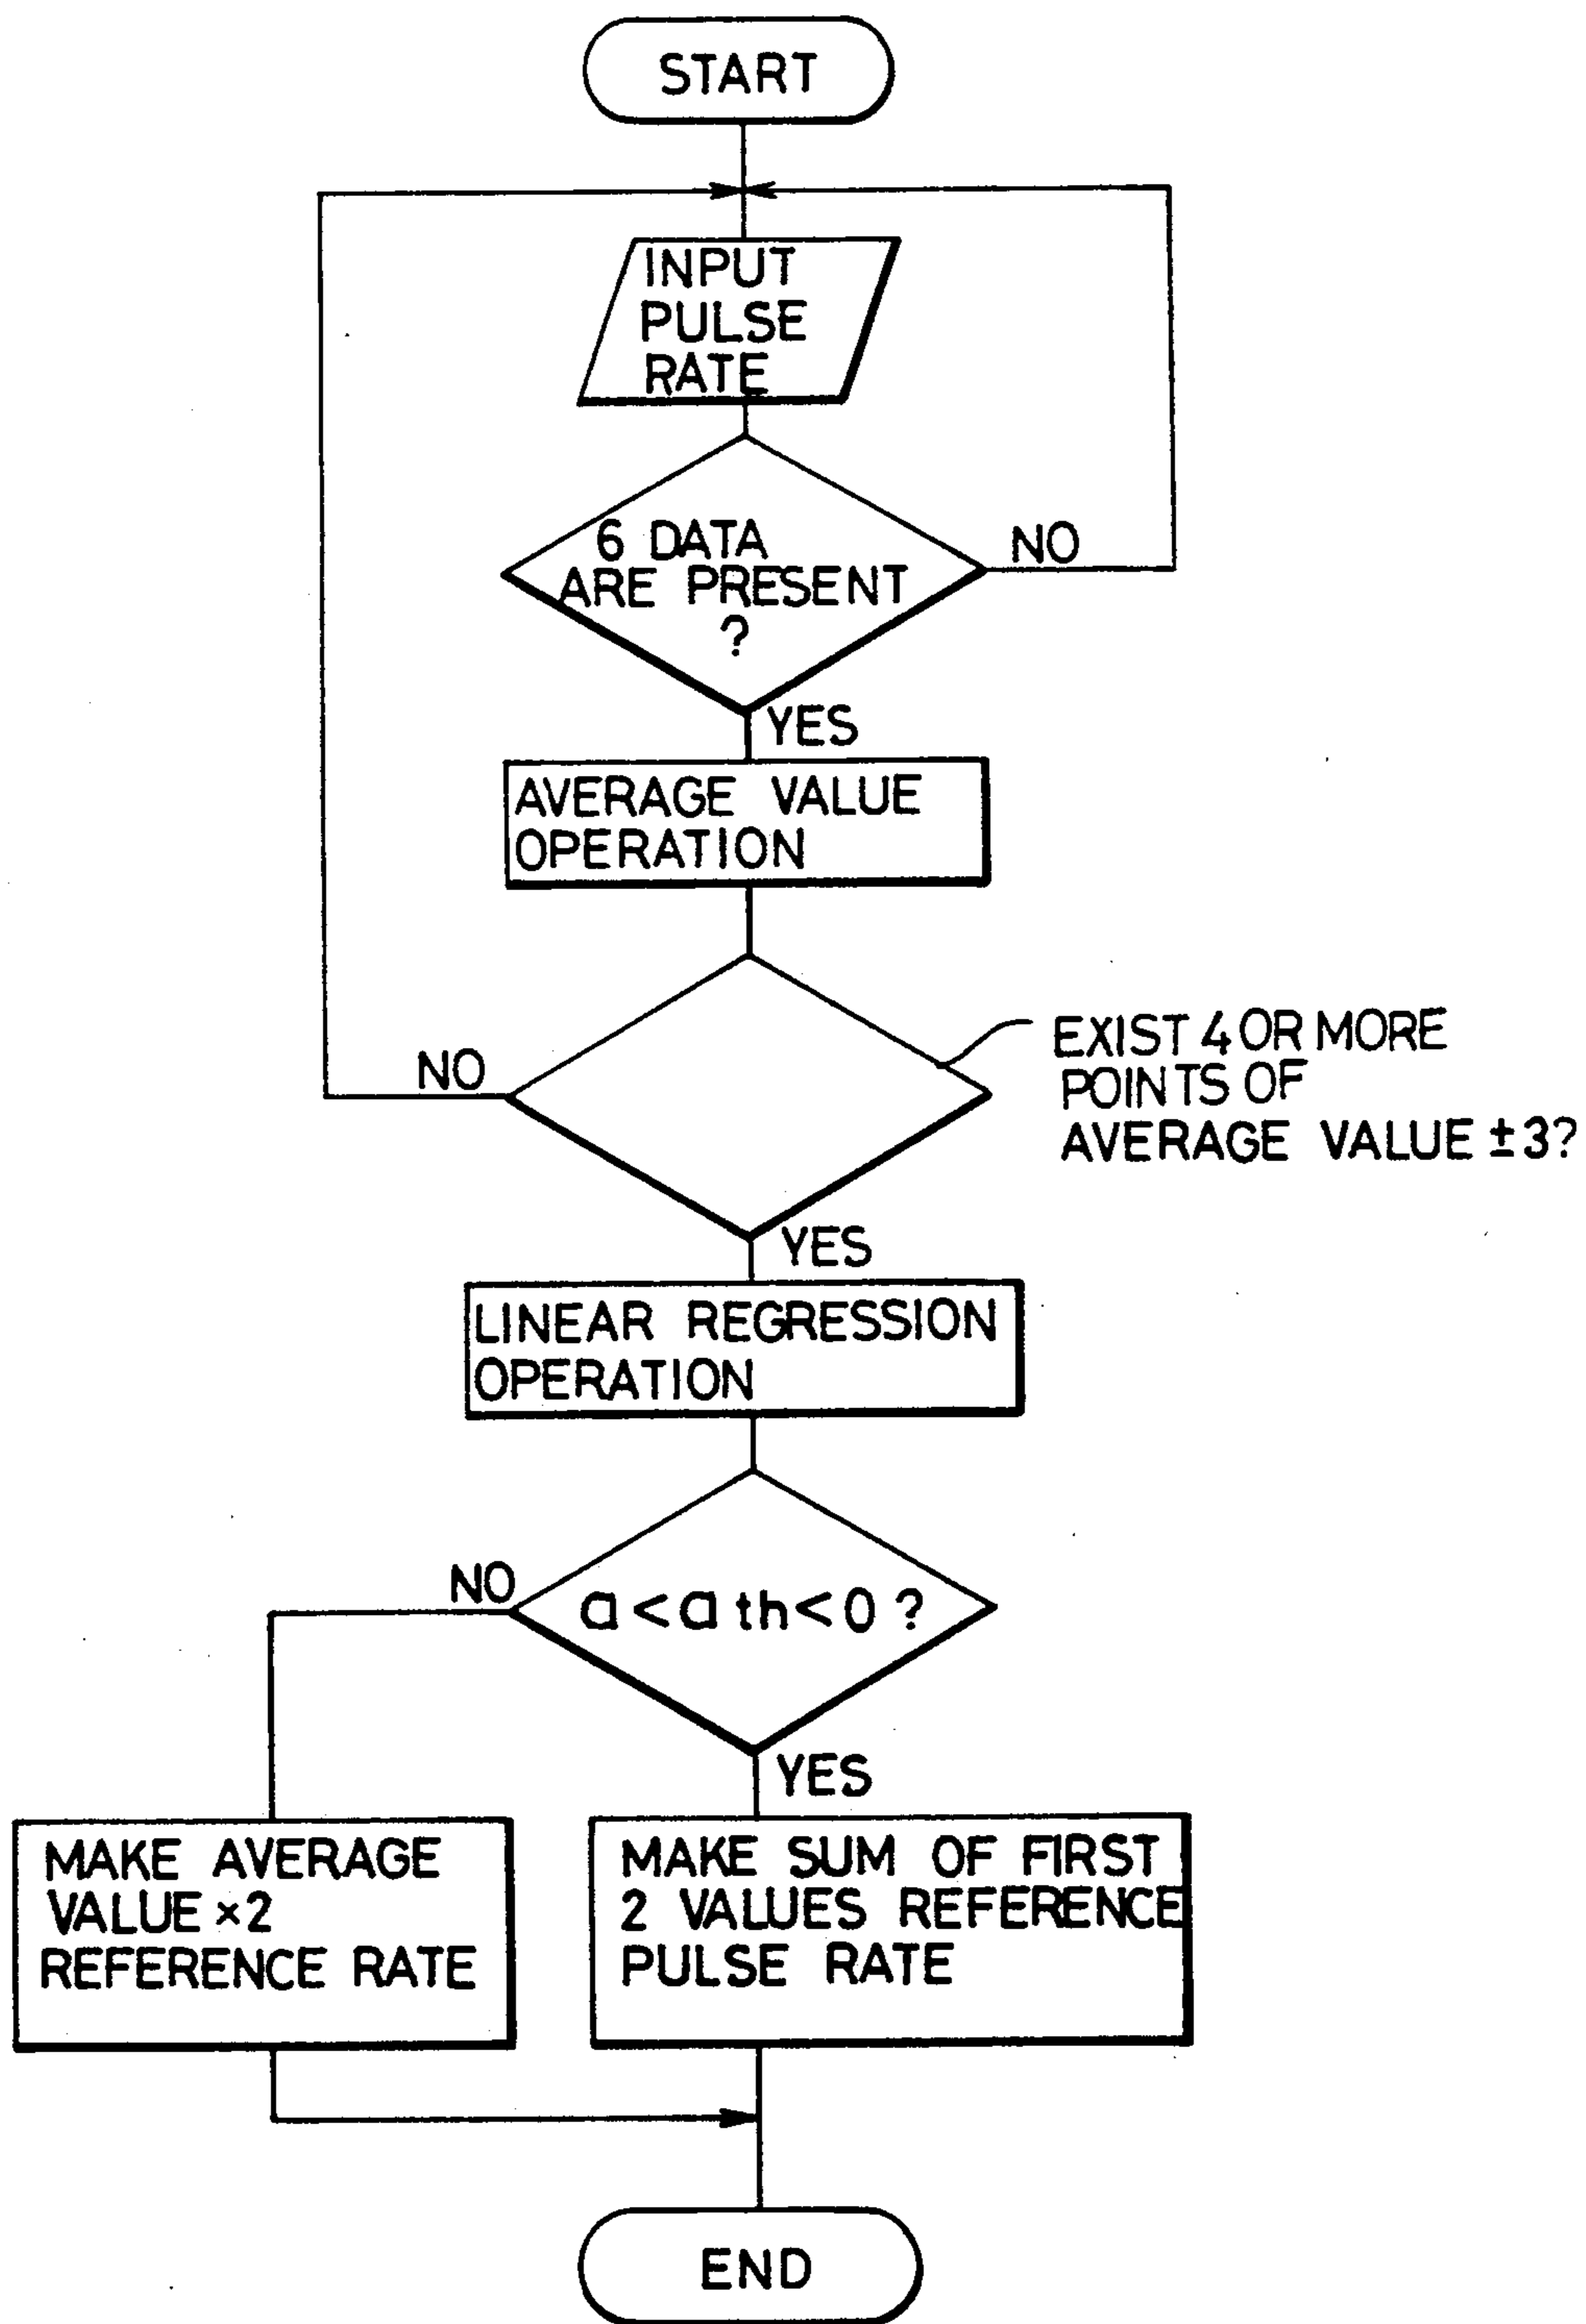 START
INPUT
PULSE
RATE
6 DATA
ARE PRESENT
?
NO
YES
AVERAGE VALUE
OPERATION
NO
EXIST 4 OR MORE
POINTS OF
AVERAGE VALUE ±3?
YES
LINEAR REGRESSION
OPERATION
NO
a < a th < 0 ?
YES
MAKE AVERAGE
VALUE ×2
REFERENCE RATE
MAKE SUM OF FIRST
2 VALUES REFERENCE
PULSE RATE
END